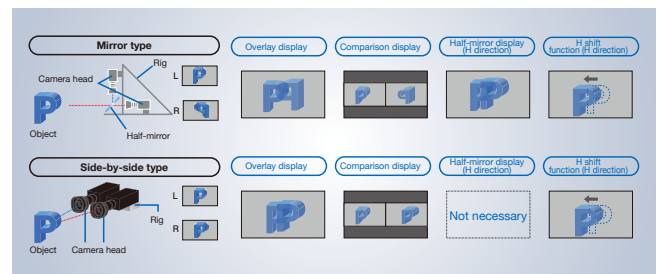 Mirror type
Overlay display
Comparison display
Half-mirror display
(H direction)
H shift
function (H direction)
Rig
Camera head
L
R
Object
Half-mirror
Side-by-side type
Overlay display
Comparison display
Half-mirror display
(H direction)
H shift
function (H direction)
L
Rig
R
Not necessary
Object
Camera head